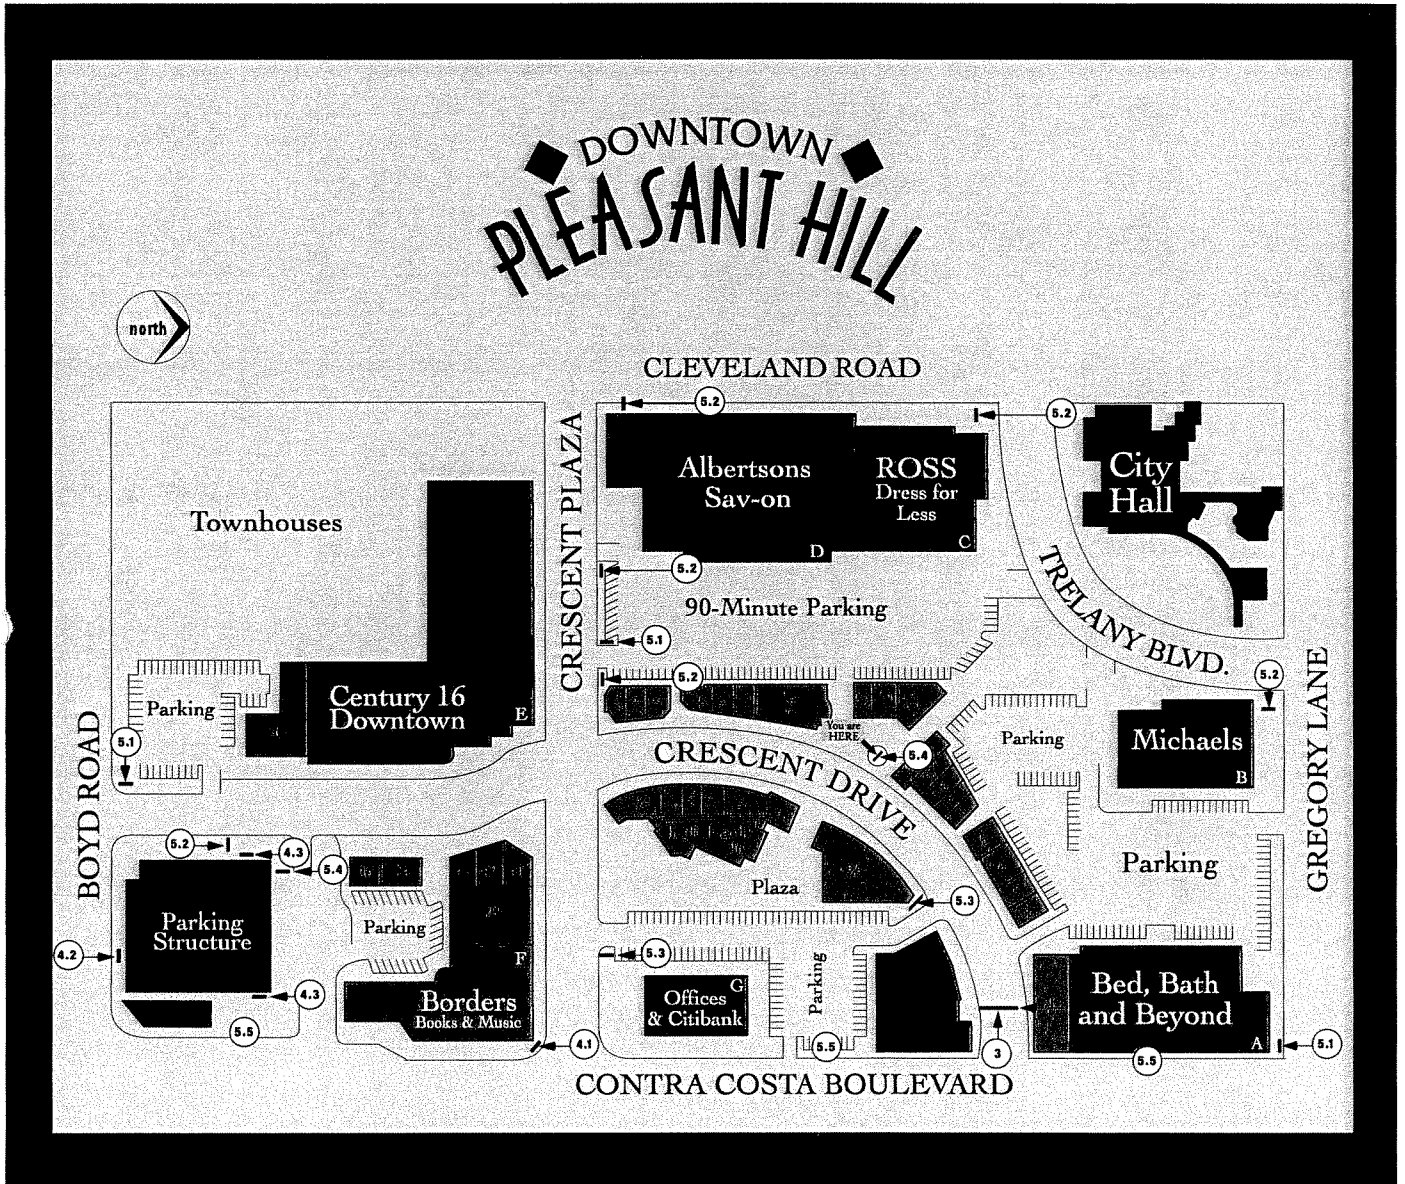 DOWNTOWN
PLEASANT HILL
north
CLEVELAND ROAD
5.2
5.2
CRESCENT PLAZA
Albertsons
Sav-on
D
ROSS
Dress for
Less
C
City
Hall
Townhouses
5.2
90-Minute Parking
5.1
TRELANY BLVD.
5.2
5.2
GREGORY LANE
Century 16
Downtown
E
Parking
5.1
BOYD ROAD
You are
HERE
5.4
CRESCENT DRIVE
Parking
Michaels
B
5.2
4.3
5.4
Parking
Structure
4.2
4.3
5.5
Parking
F
Borders
Books & Music
4.1
Plaza
5.3
5.3
G
Offices
& Citibank
Parking
5.5
3
Parking
Bed, Bath
and Beyond
A
5.1
5.5
CONTRA COSTA BOULEVARD